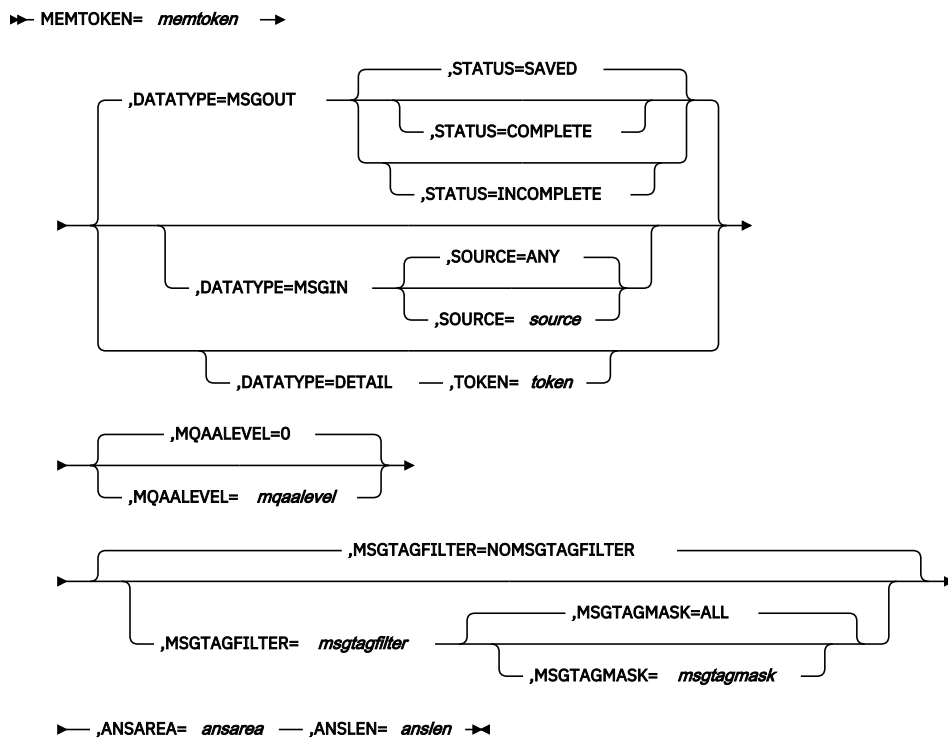 MEMTOKEN= memtoken
,STATUS=SAVED
,DATATYPE=MSGOUT
,STATUS=COMPLETE
,STATUS=INCOMPLETE
,SOURCE=ANY
,DATATYPE=MSGIN
,SOURCE= source
,DATATYPE=DETAIL ,TOKEN= token
,MQAALEVEL=0
,MQAALEVEL= mqaalevel
,MSGTAGFILTER=NOMSGTAGFILTER
,MSGTAGMASK=ALL
,MSGTAGFILTER= msgtagfilter
,MSGTAGMASK= msgtagmask
,ANSAREA= ansarea ,ANSLEN= anslen